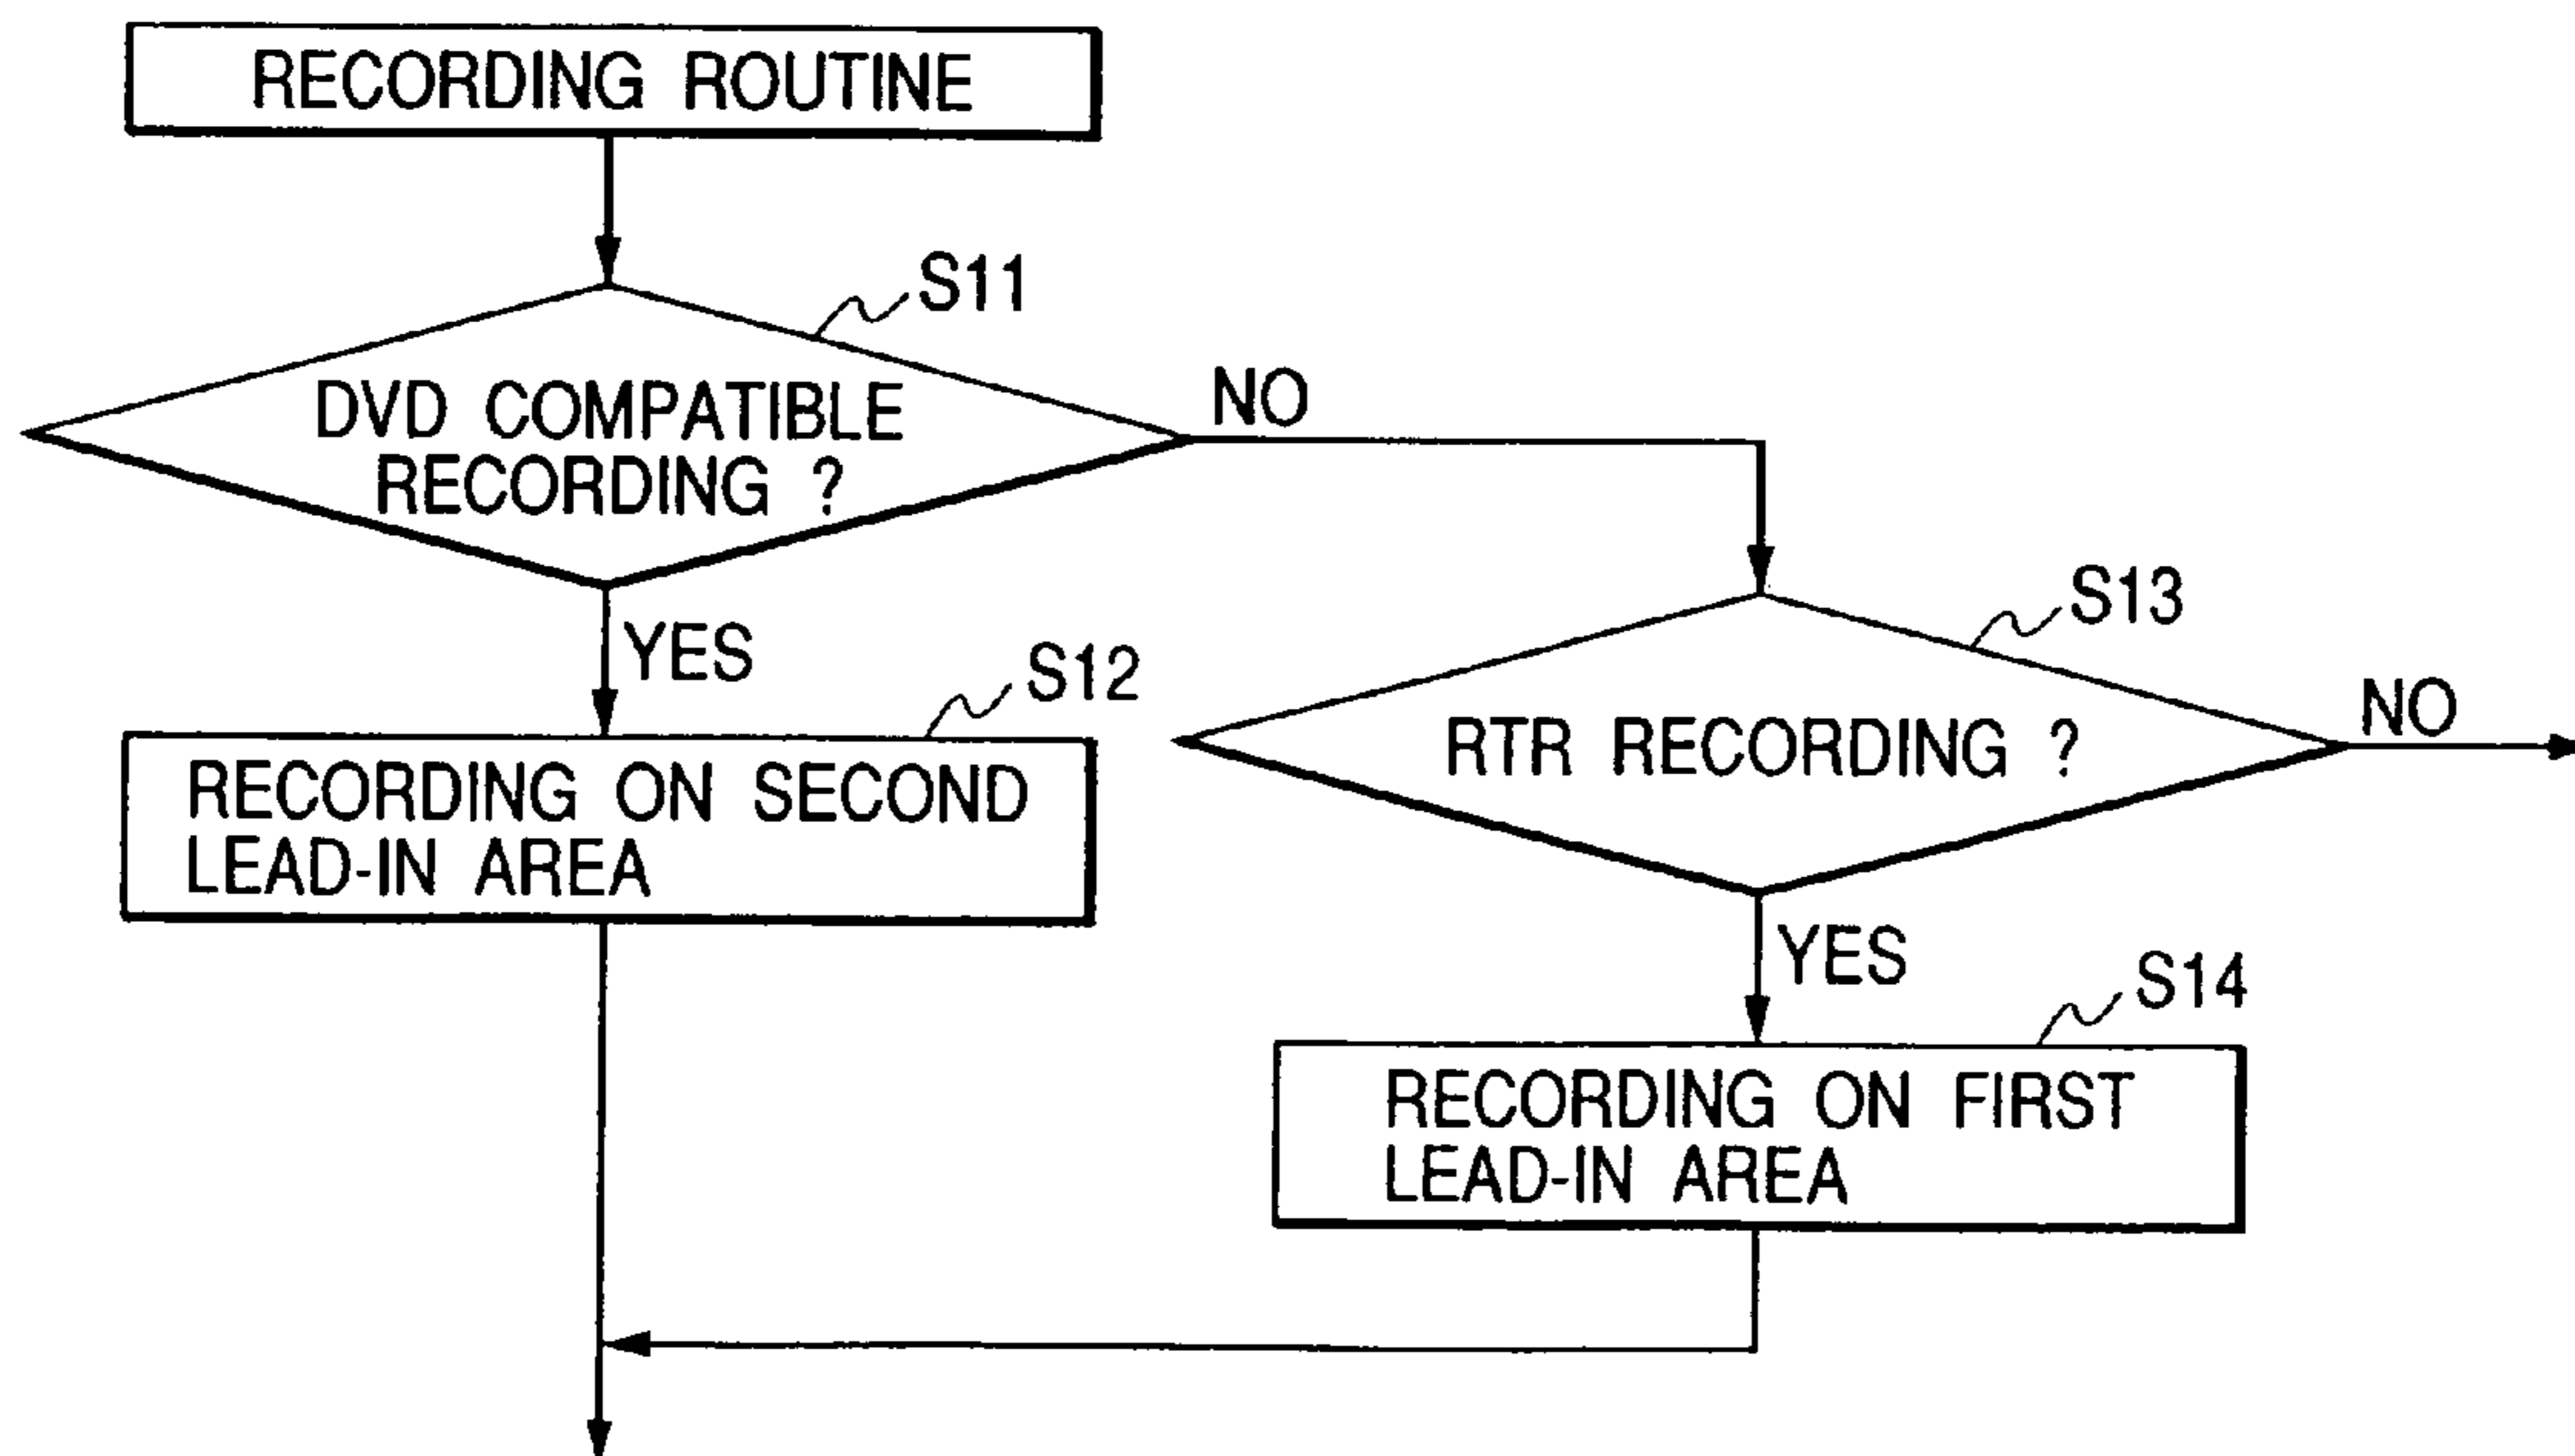 RECORDING ROUTINE
S11
DVD COMPATIBLE
RECORDING ?
NO
YES
S12
RECORDING ON SECOND
LEAD-IN AREA
S13
RTR RECORDING ?
NO
YES
S14
RECORDING ON FIRST
LEAD-IN AREA